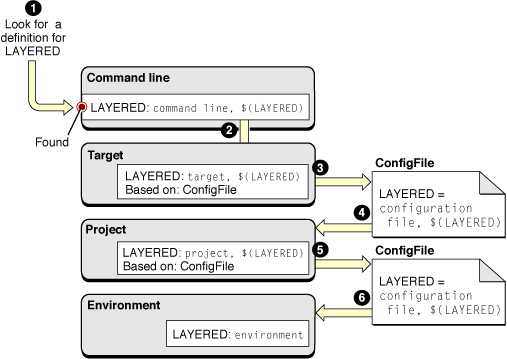 1
Look for a
definition for
LAYERED
Command line
LAYERED: command line, $(LAYERED)
Found
2
Target
LAYERED: target, $(LAYERED)
Based on: ConfigFile
3
ConfigFile
LAYERED =
configuration
file, $(LAYERED)
4
Project
LAYERED: project, $(LAYERED)
Based on: ConfigFile
5
ConfigFile
LAYERED =
configuration
file, $(LAYERED)
6
Environment
LAYERED: environment